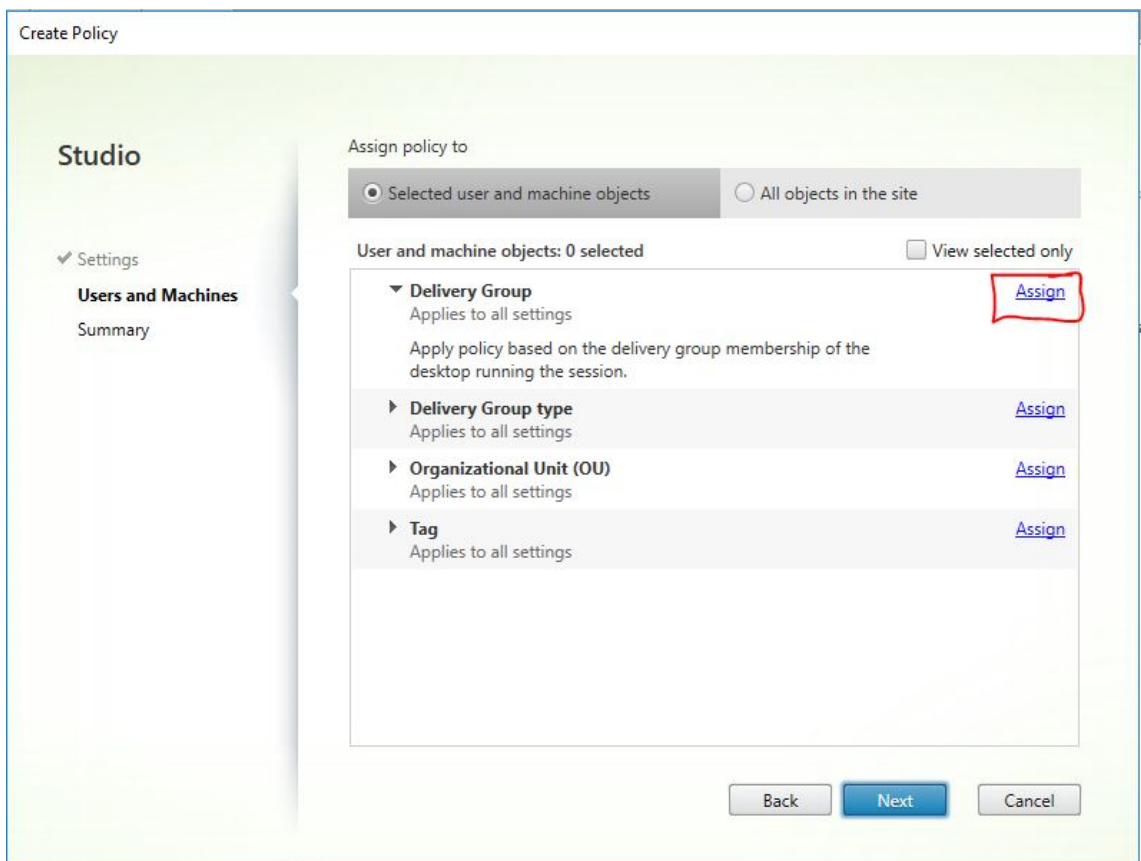 Create Policy
Studio
Settings
Users and Machines
Summary
Assign policy to
Selected user and machine objects
All objects in the site
User and machine objects: 0 selected
View selected only
Delivery Group
Assign
Applies to all settings
Apply policy based on the delivery group membership of the
desktop running the session.
Delivery Group type
Assign
Applies to all settings
Organizational Unit (OU)
Assign
Applies to all settings
Tag
Assign
Applies to all settings
Back
Next
Cancel